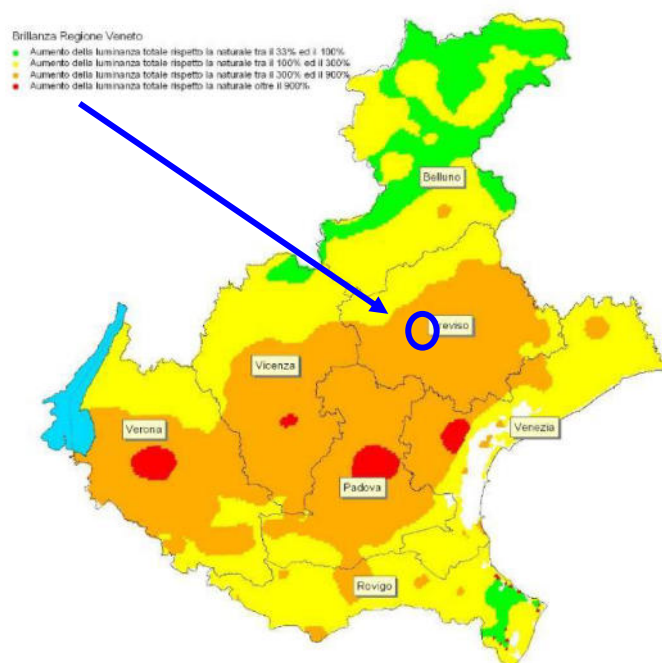 Brillanza Regione Veneto
Aumento della luminanza totale rispetto la naturale tra il 33% ed il 100%
Aumento della luminanza totale rispetto la naturale tra il 100% ed il 300%
Aumento della luminanza totale rispetto la naturale tra il 300% ed il 900%
Aumento della luminanza totale rispetto la naturale oltre il 900%
Belluno
Treviso
Vicenza
Verona
Venezia
Padova
Rovigo